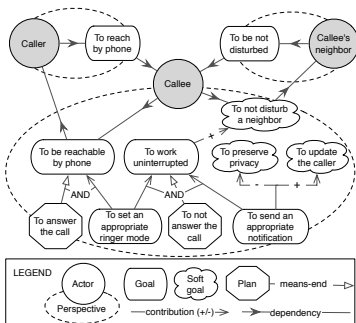 Caller
To reach
by phone
To be not
disturbed
Callee's
neighbor
Callee
To not disturb
a neighbor
+
To be reachable
by phone
To work
uninterrupted
To preserve
privacy
To update
the caller
AND
AND
-
+
To answer
the call
To set an
appropriate
ringer mode
To not
answer the
call
To send an
appropriate
notification
LEGEND
Actor
Perspective
Goal
Soft
goal
Plan
means-end
contribution (+/-)
dependency